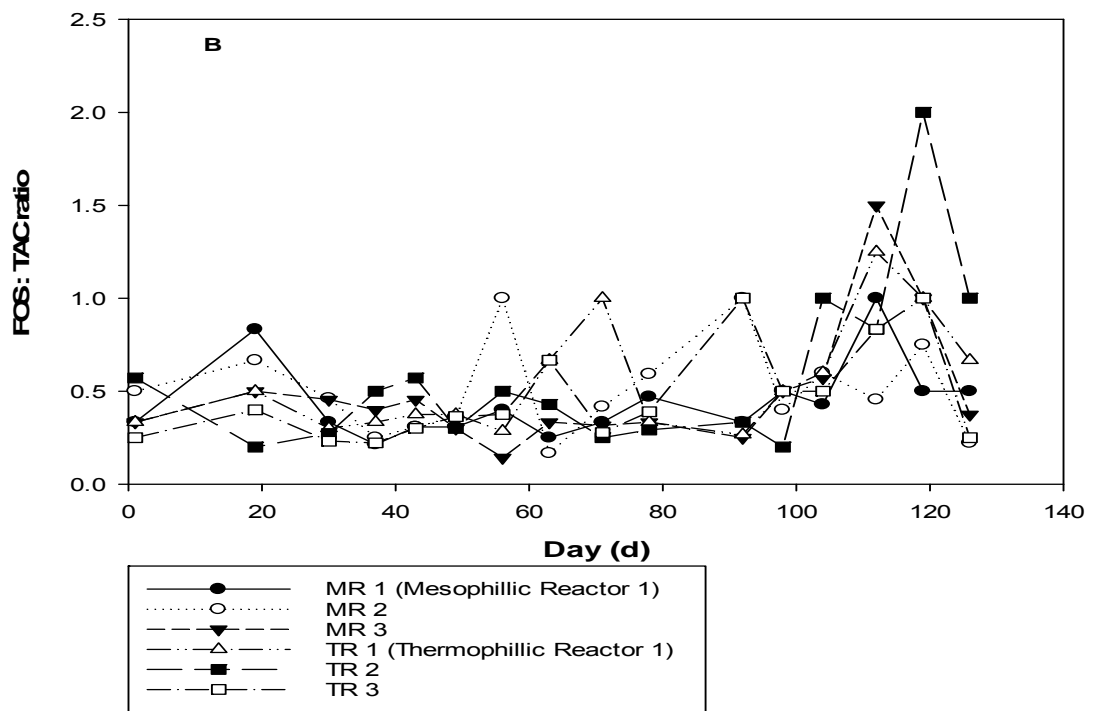 B
2.5
2.0
1.5
1.0
0.5
0.0
FOS: TAC ratio
0 20 40 60 80 100 120 140
Day (d)
MR 1 (Mesophillic Reactor 1)
MR 2
MR 3
TR 1 (Thermophillic Reactor 1)
TR 2
TR 3